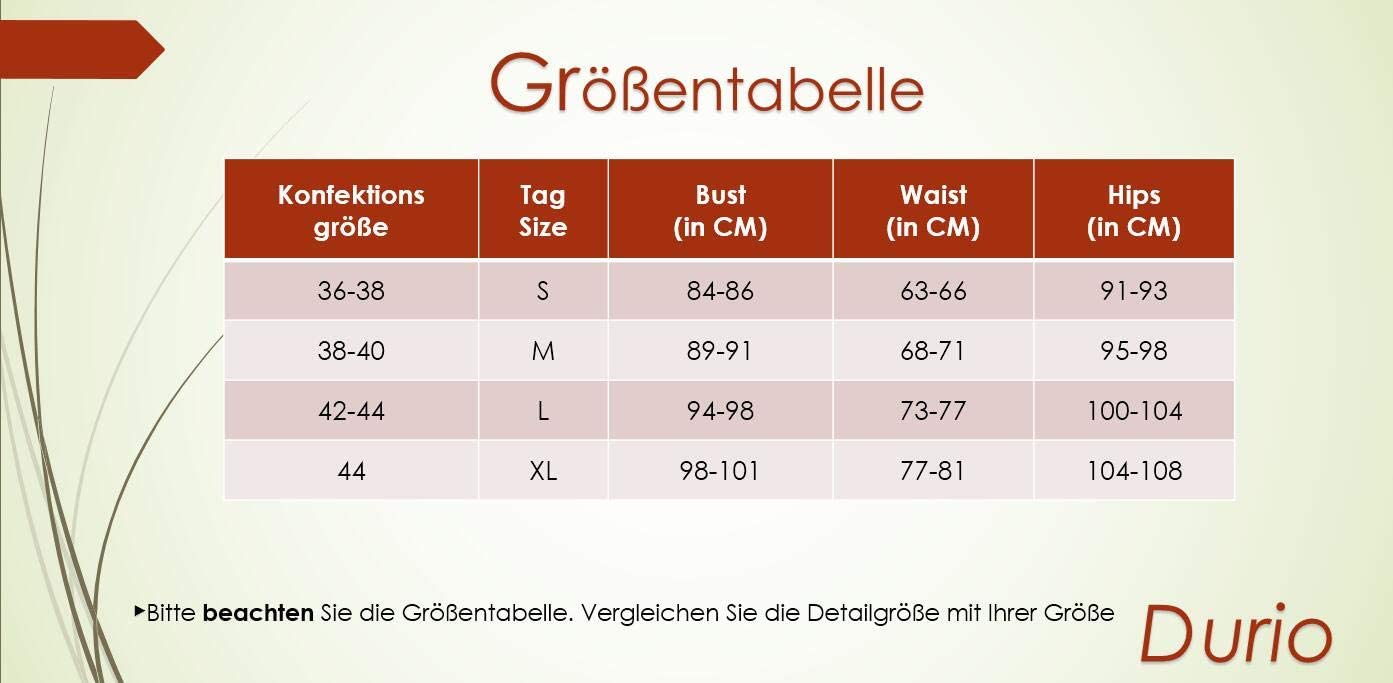 Größentabelle
Konfektions Tag Bust Waist Hips
größe Size (in CM) (in CM) (in CM)
36-38 S 84-86 63-66 91-93
38-40 M 89-91 68-71 95-98
42-44 L 94-98 73-77 100-104
44 XL 98-101 77-81 104-108
▸Bitte beachten Sie die Größentabelle. Vergleichen Sie die Detailgröße mit Ihrer Größe
Durio